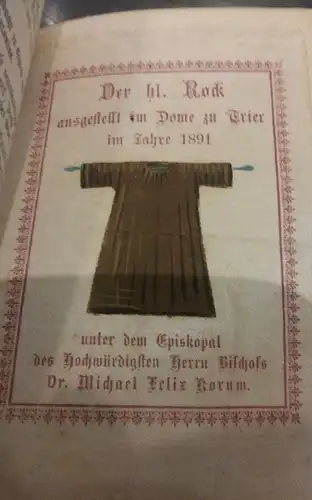 Der hl. Rock
ausgestellt im Dome zu Trier
im Jahre 1891
unter dem Episkopal
des Hochwürdigsten Herrn Bischofs
Dr. Michael Felix Korum.